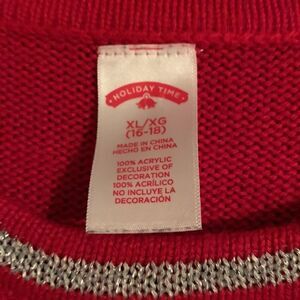 HOLIDAY TIME
XL/XG
(16-18)
MADE IN CHINA
HECHO EN CHINA
100% ACRYLIC
EXCLUSIVE OF
DECORATION
100% ACRÍLICO
NO INCLUYE LA
DECORACIÓN